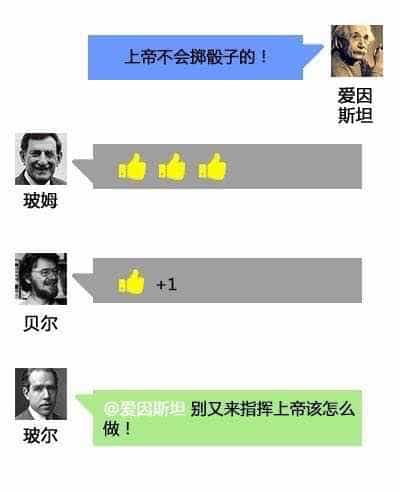 上帝不会掷骰子的！
爱因
斯坦
玻姆
+1
贝尔
@爱因斯坦 别又来指挥上帝该怎么
做！
玻尔